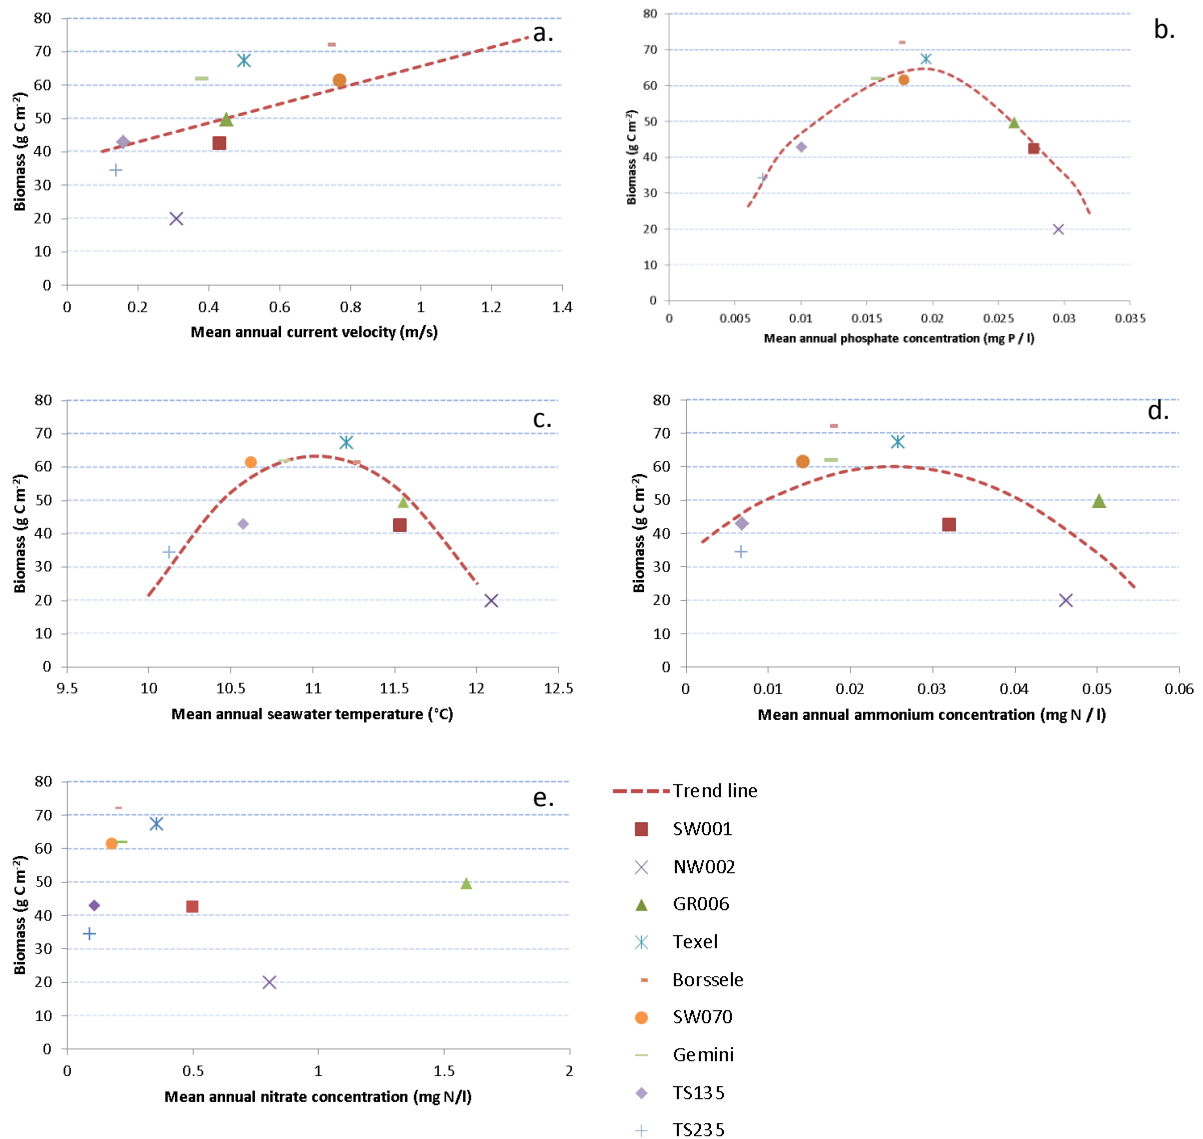 a.
80
70
60
50
40
30
20
10
0
Biomass (g C m-2)
0 0.2 0.4 0.6 0.8 1 1.2 1.4
Mean annual current velocity (m/s)
b.
80
70
60
50
40
30
20
10
0
Biomass (g C m-2)
0 0.005 0.01 0.015 0.02 0.025 0.03 0.035
Mean annual phosphate concentration (mg P / l)
c.
80
70
60
50
40
30
20
10
0
Biomass (g C m-2)
9.5 10 10.5 11 11.5 12 12.5
Mean annual seawater temperature (°C)
d.
80
70
60
50
40
30
20
10
0
Biomass (g C m-2)
0 0.01 0.02 0.03 0.04 0.05 0.06
Mean annual ammonium concentration (mg N / l)
e.
80
70
60
50
40
30
20
10
0
Biomass (g C m-2)
0 0.5 1 1.5 2
Mean annual nitrate concentration (mg N/l)
Trend line
SW001
NW002
GR006
Texel
Borssele
SW070
Gemini
TS135
TS235